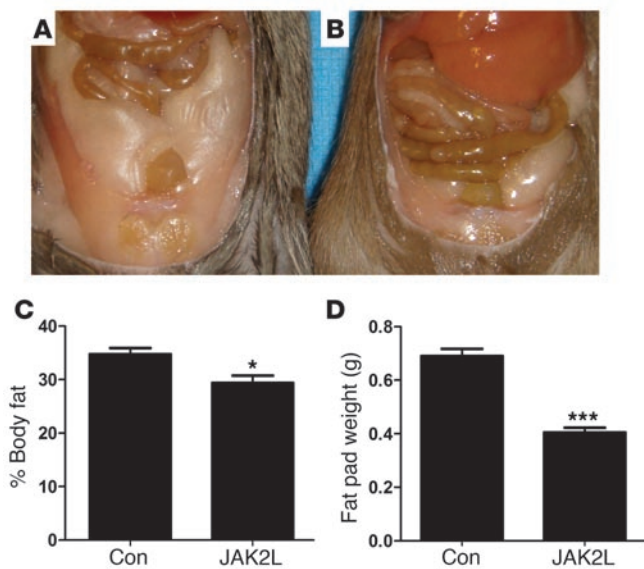 A
B
C
D
% Body fat
40
30
20
10
0
Con
JAK2L
*
Fat pad weight (g)
0.8
0.6
0.4
0.2
0.0
Con
JAK2L
***